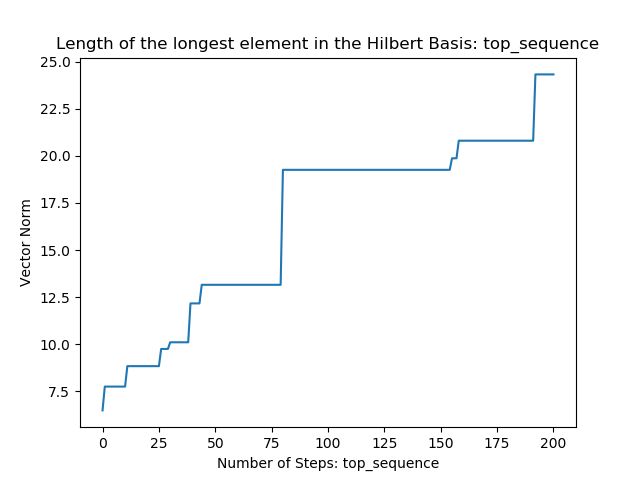 Length of the longest element in the Hilbert Basis: top_sequence
25.0
22.5
20.0
17.5
15.0
12.5
10.0
7.5
Vector Norm
0 25 50 75 100 125 150 175 200
Number of Steps: top_sequence